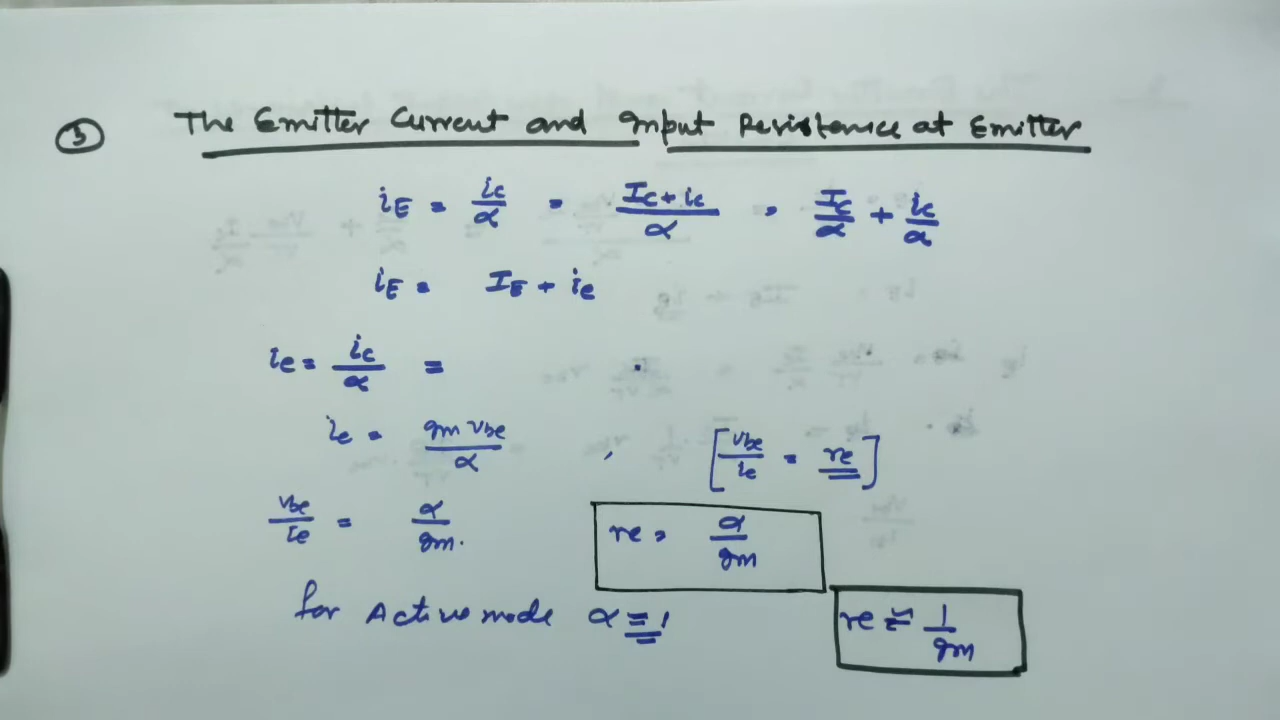 ③ The Emitter Current and Input Resistance at Emitter
iE = ic/α = (Ic + ic)/α = Ic/α + ic/α
iE = IE + ie
ie = ic/α =
ie = gm vbe/α , [vbe/ie = re]
vbe/ie = α/gm. re = α/gm
for Active mode α ≅ 1 re ≈ 1/gm